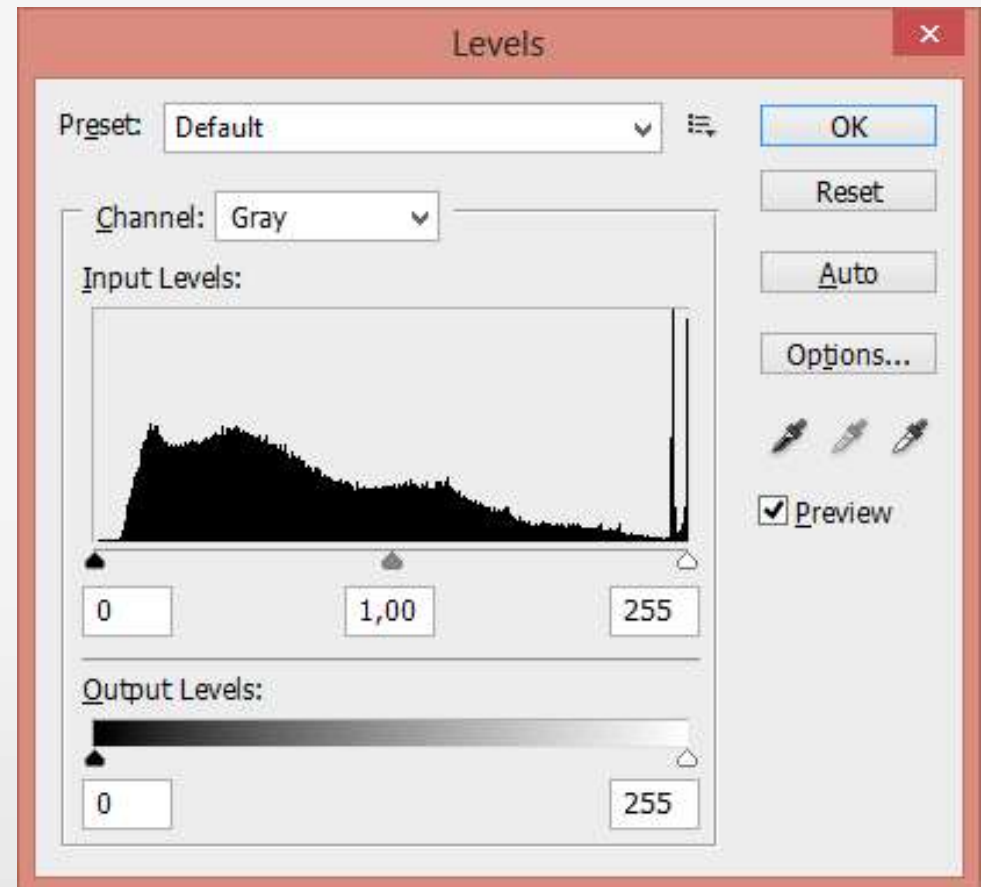 Levels
Preset: Default
OK
Reset
Channel: Gray
Auto
Input Levels:
Options...
Preview
0 1,00 255
Output Levels:
0 255